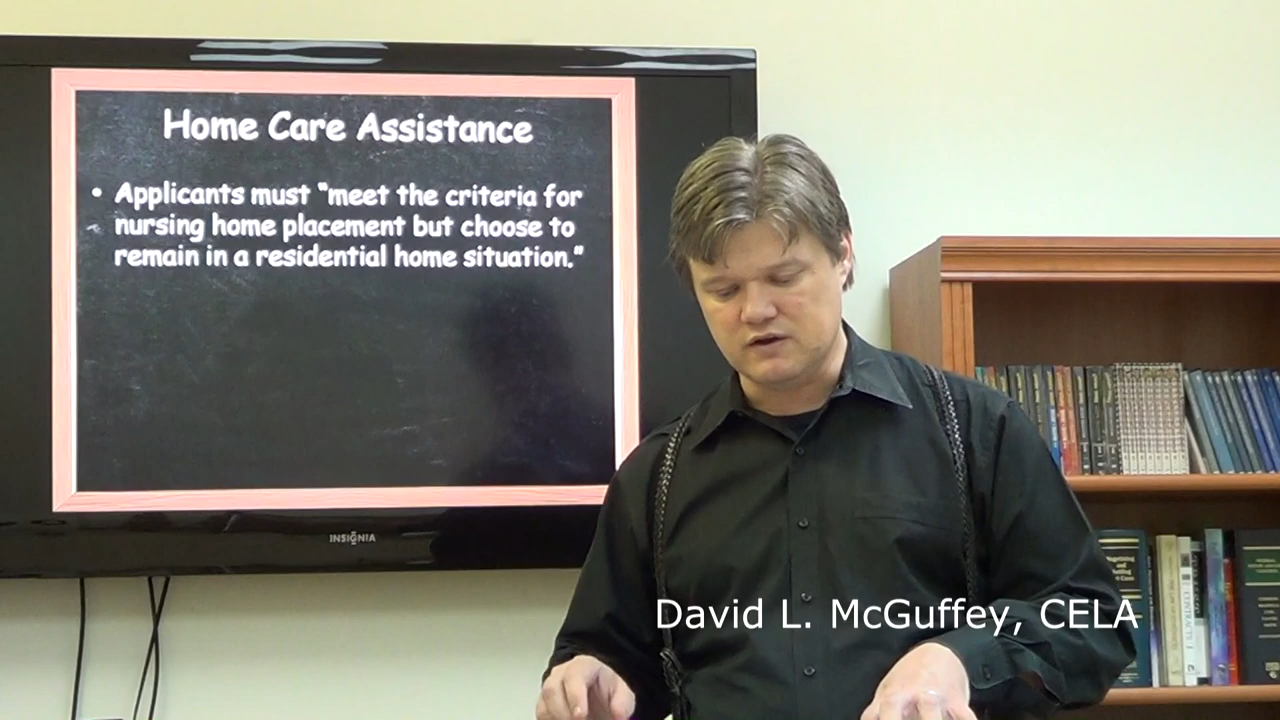 Home Care Assistance
• Applicants must “meet the criteria for
nursing home placement but choose to
remain in a residential home situation.”
INSIGNIA
David L. McGuffey, CELA